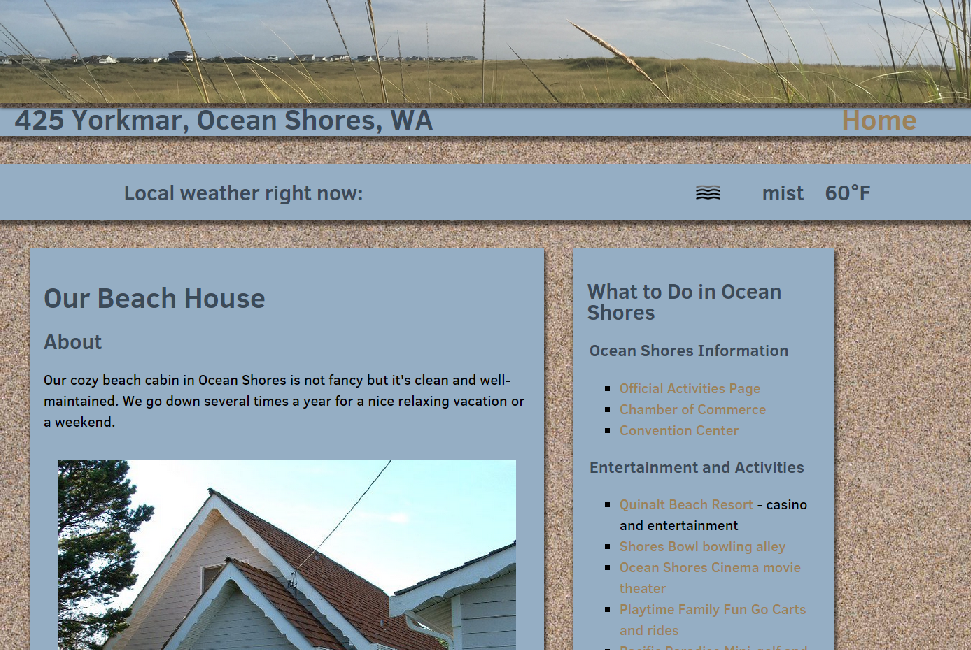 425 Yorkmar, Ocean Shores, WA
Home
Local weather right now:
mist 60°F
Our Beach House
About
Our cozy beach cabin in Ocean Shores is not fancy but it's clean and well-
maintained. We go down several times a year for a nice relaxing vacation or
a weekend.
What to Do in Ocean
Shores
Ocean Shores Information
Official Activities Page
Chamber of Commerce
Convention Center
Entertainment and Activities
Quinalt Beach Resort - casino
and entertainment
Shores Bowl bowling alley
Ocean Shores Cinema movie
theater
Playtime Family Fun Go Carts
and rides